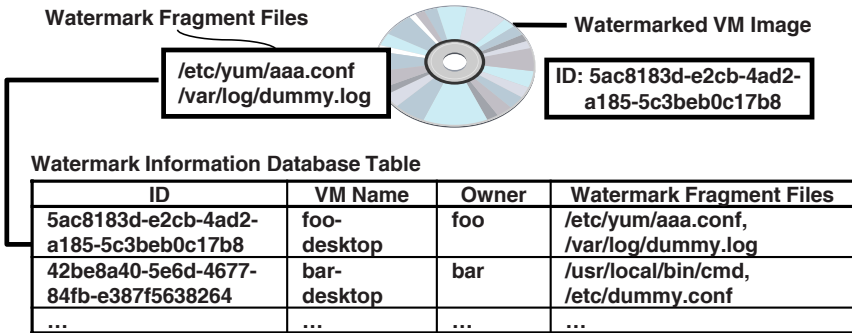 Watermark Fragment Files
Watermarked VM Image
/etc/yum/aaa.conf
/var/log/dummy.log
ID: 5ac8183d-e2cb-4ad2-
a185-5c3beb0c17b8
Watermark Information Database Table
ID VM Name Owner Watermark Fragment Files
5ac8183d-e2cb-4ad2- foo- foo /etc/yum/aaa.conf,
a185-5c3beb0c17b8 desktop /var/log/dummy.log
42be8a40-5e6d-4677- bar- bar /usr/local/bin/cmd,
84fb-e387f5638264 desktop /etc/dummy.conf
... ... ... ...